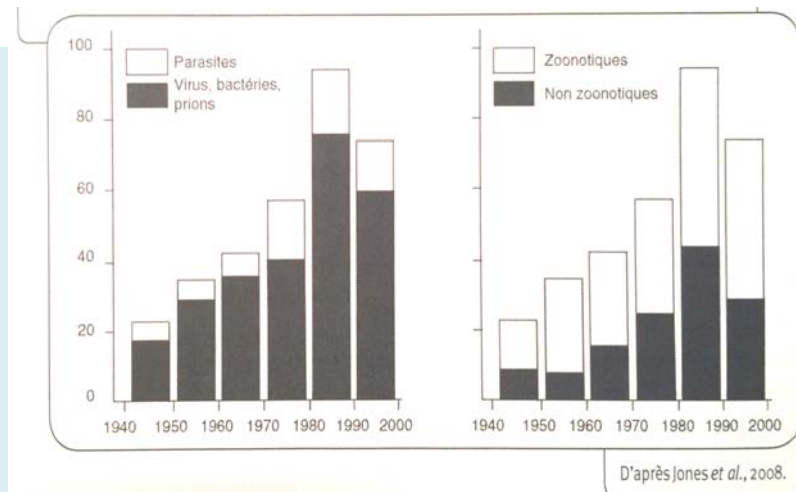 100
80
60
40
20
0
Parasites
Virus, bactéries,
prions
1940 1950 1960 1970 1980 1990 2000
Zoonotiques
Non zoonotiques
1940 1950 1960 1970 1980 1990 2000
D'après Jones et al., 2008.